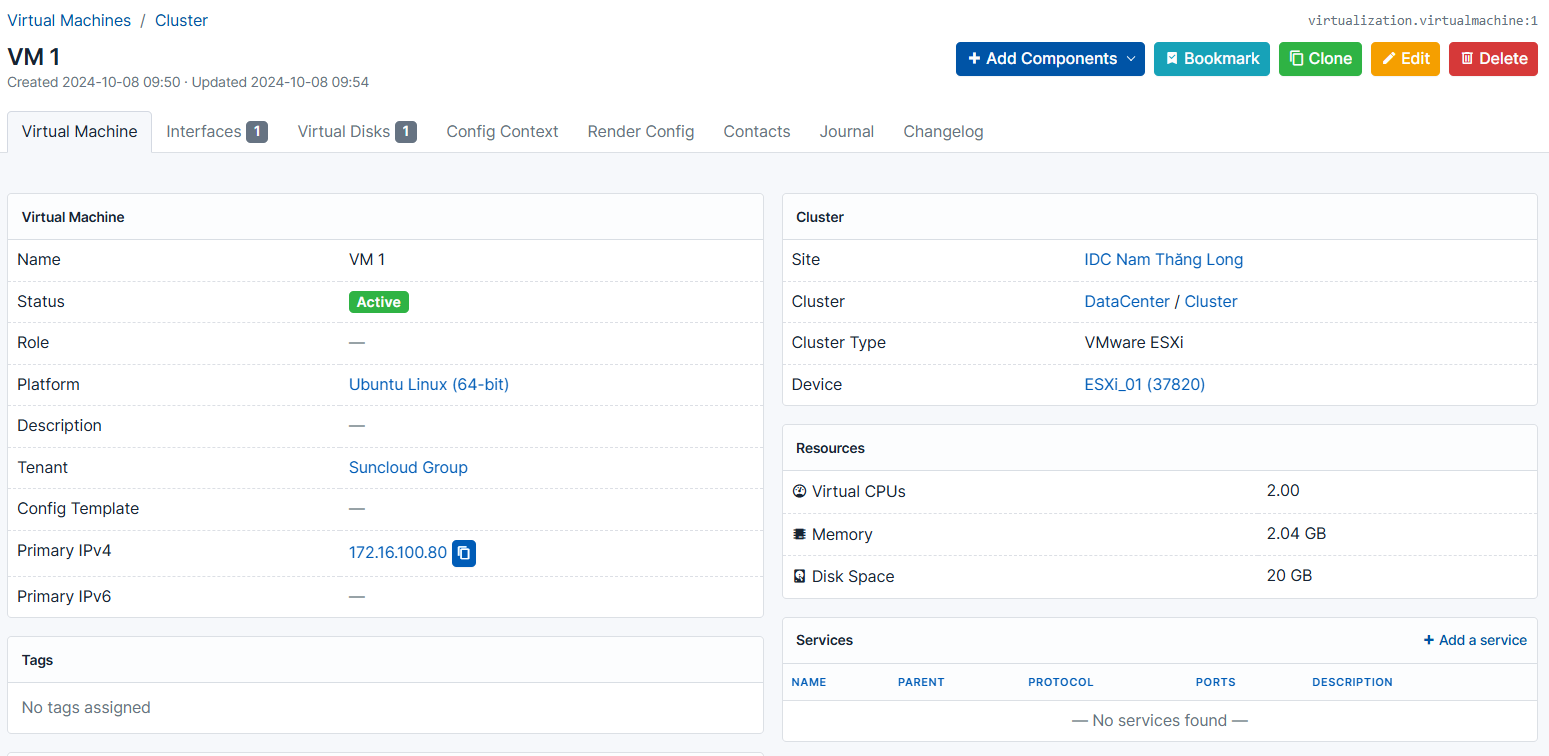 Virtual Machines / Cluster
virtualization.virtualmachine:1
VM 1
Created 2024-10-08 09:50 · Updated 2024-10-08 09:54
+ Add Components
Bookmark
Clone
Edit
Delete
Virtual Machine
Interfaces 1
Virtual Disks 1
Config Context
Render Config
Contacts
Journal
Changelog
Virtual Machine
Name VM 1
Status Active
Role —
Platform Ubuntu Linux (64-bit)
Description —
Tenant Suncloud Group
Config Template —
Primary IPv4 172.16.100.80
Primary IPv6 —
Tags
No tags assigned
Cluster
Site IDC Nam Thăng Long
Cluster DataCenter / Cluster
Cluster Type VMware ESXi
Device ESXi_01 (37820)
Resources
Virtual CPUs 2.00
Memory 2.04 GB
Disk Space 20 GB
Services + Add a service
NAME PARENT PROTOCOL PORTS DESCRIPTION
— No services found —